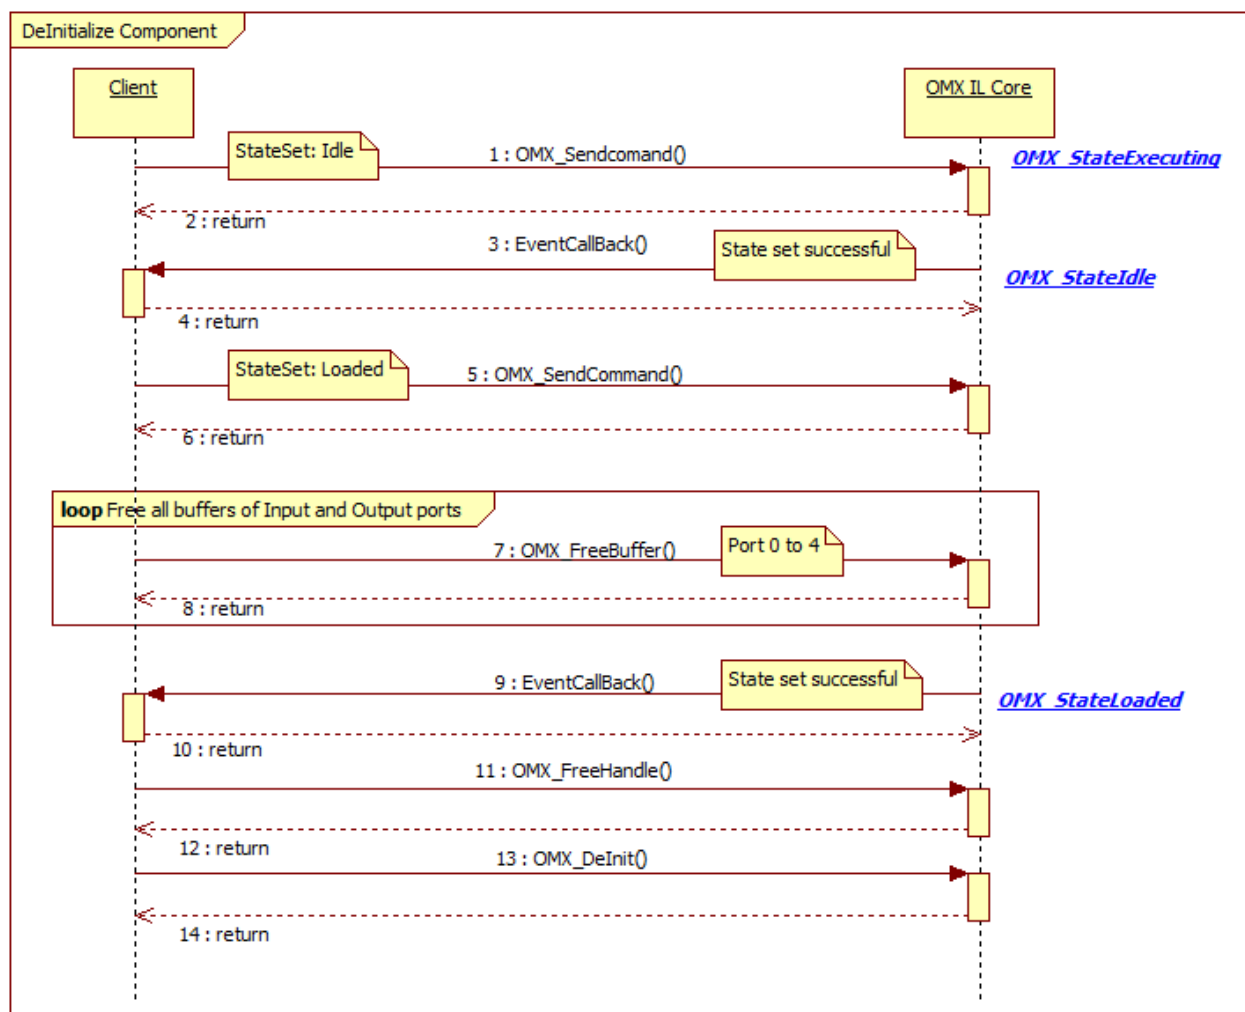 DeInitialize Component
Client
OMX IL Core
StateSet: Idle
1 : OMX_Sendcomand()
OMX_StateExecuting
2 : return
3 : EventCallBack()
State set successful
OMX_StateIdle
4 : return
StateSet: Loaded
5 : OMX_SendCommand()
6 : return
loop Free all buffers of Input and Output ports
7 : OMX_FreeBuffer()
Port 0 to 4
8 : return
9 : EventCallBack()
State set successful
OMX_StateLoaded
10 : return
11 : OMX_FreeHandle()
12 : return
13 : OMX_DeInit()
14 : return